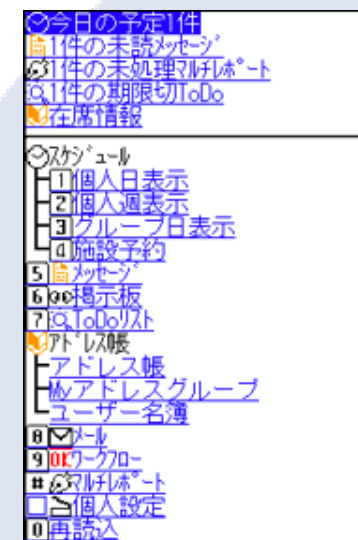 今日の予定1件
1件の未読ﾒｯｾｰｼﾞ
1件の未処理ﾏﾙﾁﾚﾎﾟｰﾄ
1件の期限切ToDo
在席情報
ｽｹｼﾞｭｰﾙ
1個人日表示
2個人週表示
3グループ日表示
4施設予約
5ﾒｯｾｰｼﾞ
6掲示板
7ToDoﾘｽﾄ
ｱﾄﾞﾚｽ帳
アドレス帳
Myアドレスグループ
ユーザー名簿
8ﾒｰﾙ
9OKﾜｰｸﾌﾛｰ
#ﾏﾙﾁﾚﾎﾟｰﾄ
個人設定
0再読込